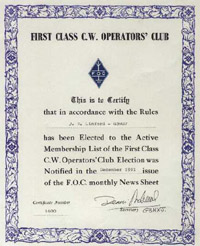 FIRST CLASS C.W. OPERATORS' CLUB
F.O.C
This is to Certify
that in accordance with the Rules
has been Elected to the Active
Membership List of the First Class
C.W. Operators' Club Election was
Notified in the December 1951 issue
of the F.O.C. monthly News Sheet
Certificate Number